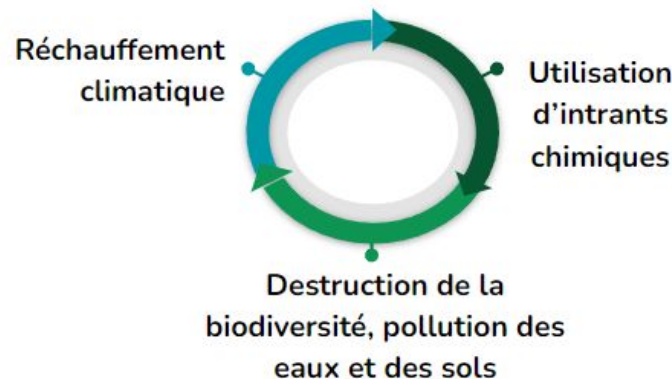 Réchauffement
climatique
Utilisation
d'intrants
chimiques
Destruction de la
biodiversité, pollution des
eaux et des sols